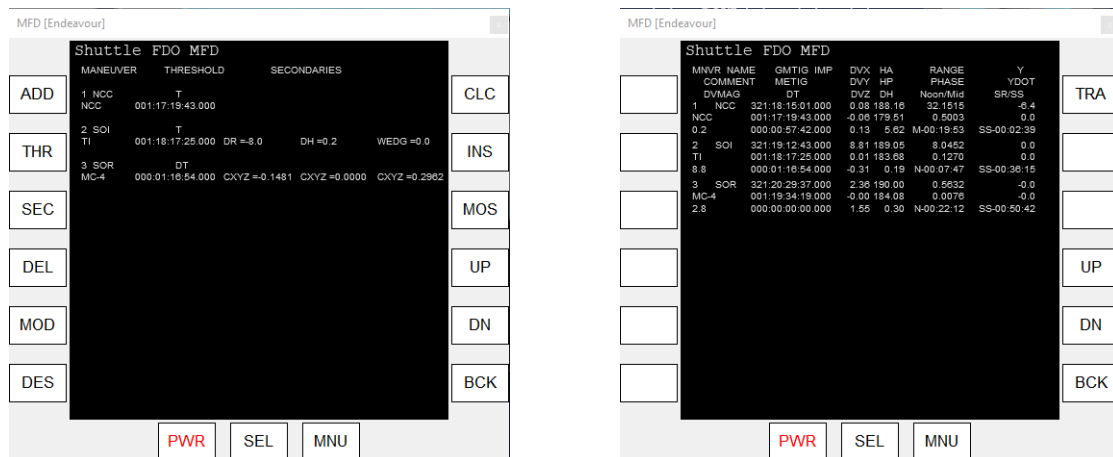 MFD [Endeavour]
Shuttle FDO MFD
MANEUVER THRESHOLD SECONDARIES
1 NCC T
NCC 001:17:19:43.000
2 SOI T
TI 001:18:17:25.000 DR =-8.0 DH =0.2 WEDG =0.0
3 SOR DT
MC-4 000:01:16:54.000 CXYZ =-0.1481 CXYZ =0.0000 CXYZ =0.2962
ADD
THR
SEC
DEL
MOD
DES
CLC
INS
MOS
UP
DN
BCK
PWR SEL MNU
MFD [Endeavour]
Shuttle FDO MFD
MNVR NAME GMTIG IMP DVX HA RANGE Y
COMMENT METIG DVY HP PHASE YDOT
DVMAG DT DVZ DH Noon/Mid SR/SS
1 NCC 321:18:15:01.000 0.08 188.16 32.1515 -6.4
NCC 001:17:19:43.000 -0.06 179.51 0.5003 0.0
0.2 000:00:57:42.000 0.13 5.62 M-00:19:53 SS-00:02:39
2 SOI 321:19:12:43.000 8.81 189.05 8.0452 0.0
TI 001:18:17:25.000 0.01 183.68 0.1270 0.0
8.8 000:01:16:54.000 -0.31 0.19 N-00:07:47 SS-00:36:15
3 SOR 321:20:29:37.000 2.36 190.00 0.5632 -0.0
MC-4 001:19:34:19.000 -0.00 184.08 0.0076 -0.0
2.8 000:00:00:00.000 1.55 0.30 N-00:22:12 SS-00:50:42
TRA
UP
DN
BCK
PWR SEL MNU